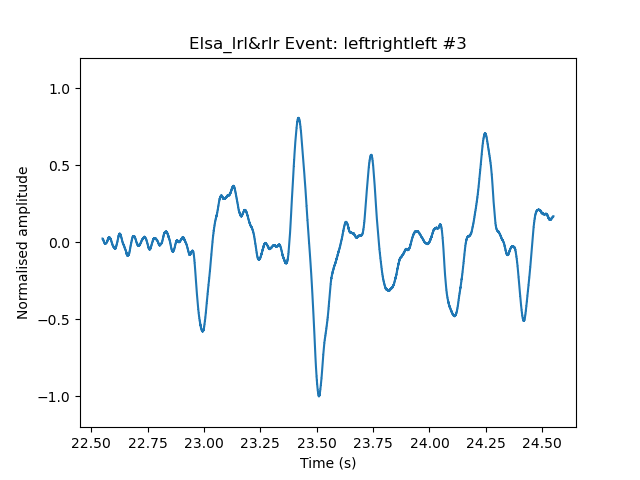 Elsa_lrl&rlr Event: leftrightleft #3
1.0
0.5
0.0
−0.5
−1.0
Normalised amplitude
22.50 22.75 23.00 23.25 23.50 23.75 24.00 24.25 24.50
Time (s)